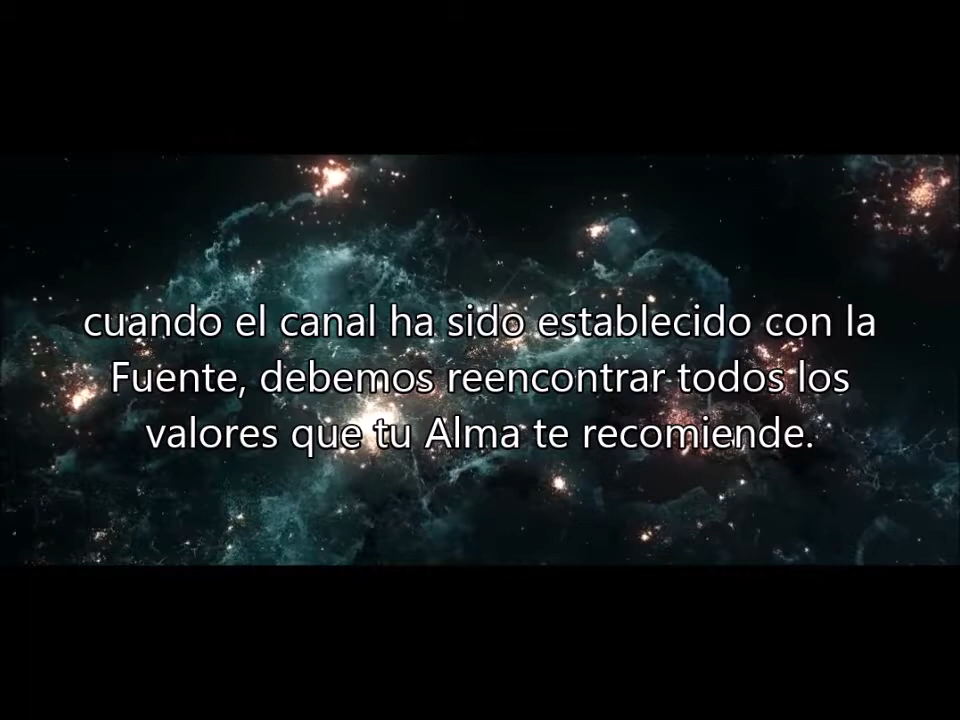 cuando el canal ha sido establecido con la
Fuente, debemos reencontrar todos los
valores que tu Alma te recomiende.